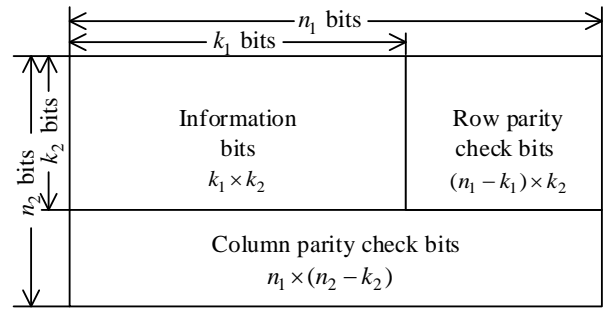 n₁ bits
k₁ bits
n₂ bits
k₂ bits
Information
bits
k₁ × k₂
Row parity
check bits
(n₁ − k₁) × k₂
Column parity check bits
n₁ × (n₂ − k₂)